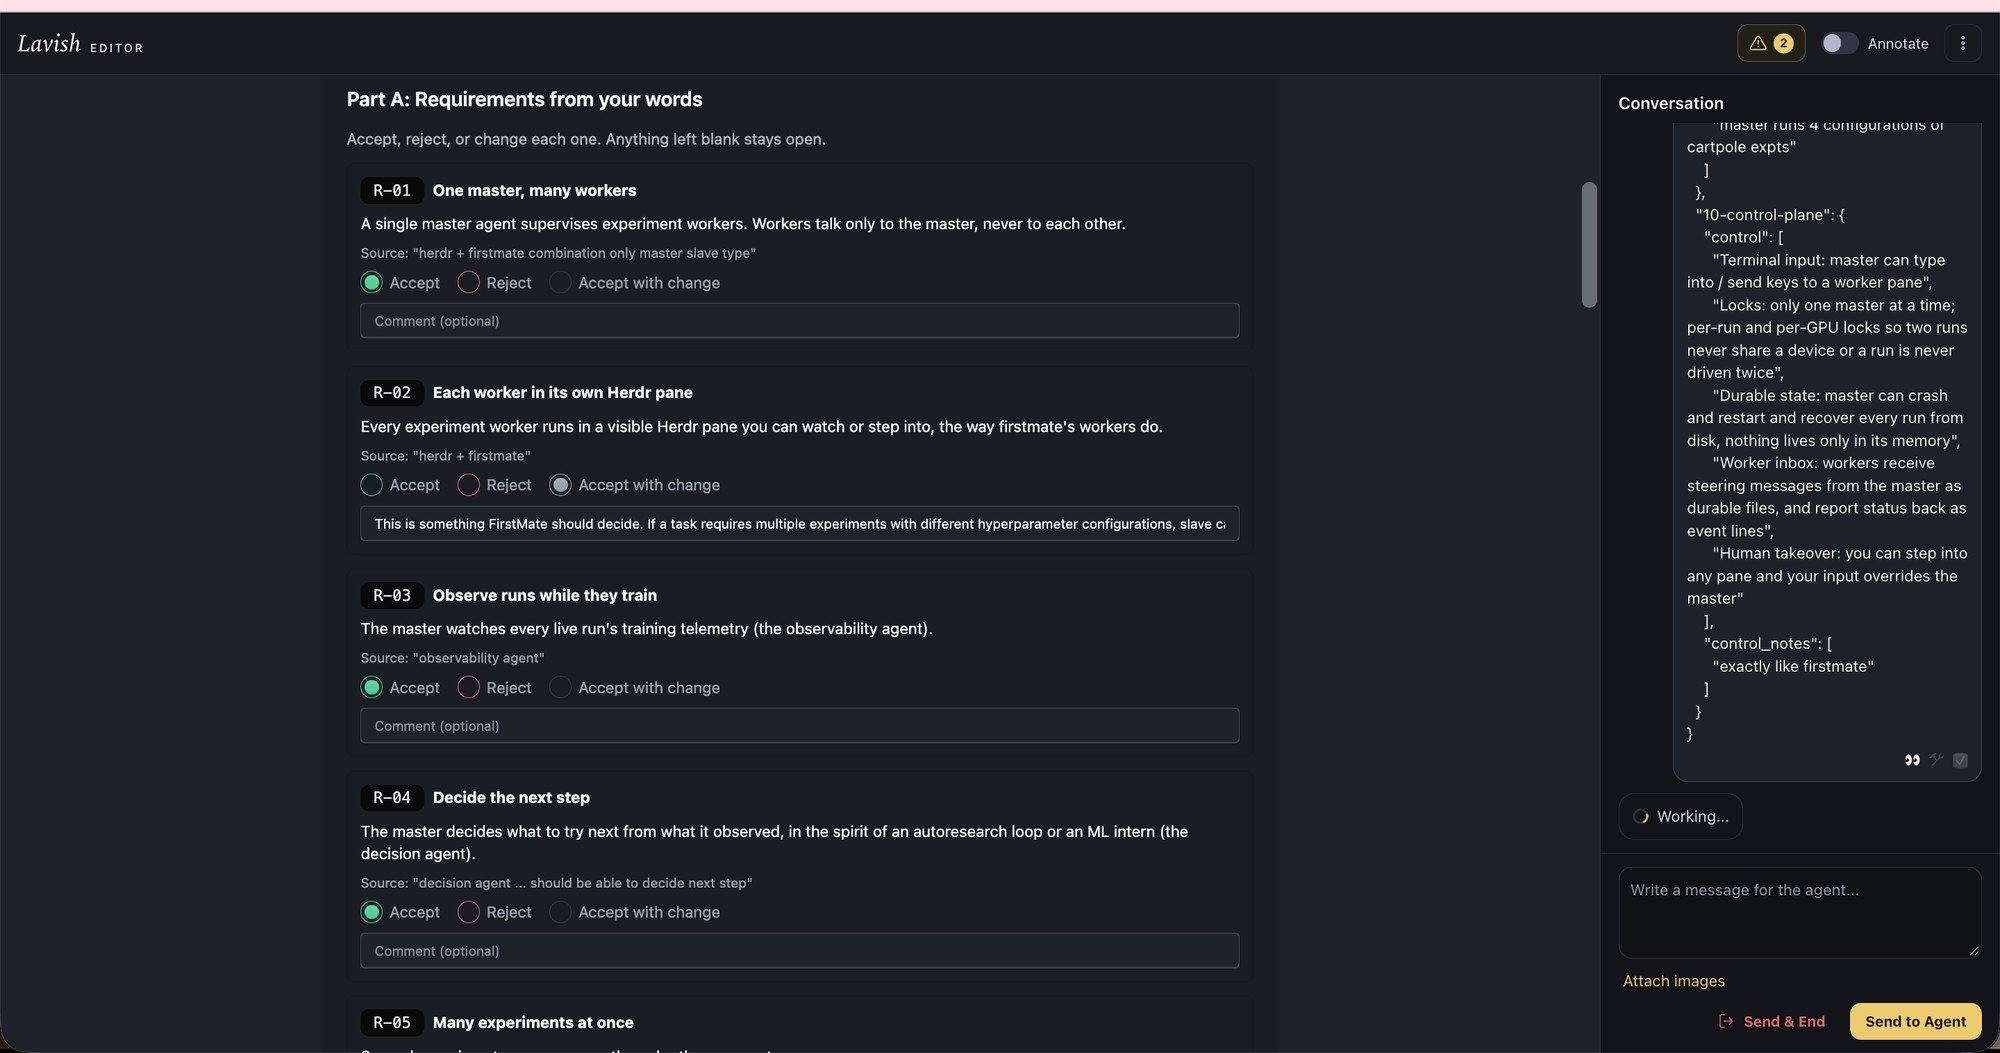 Lavish EDITOR
2
Annotate
Part A: Requirements from your words
Accept, reject, or change each one. Anything left blank stays open.
R-01 One master, many workers
A single master agent supervises experiment workers. Workers talk only to the master, never to each other.
Source: "herdr + firstmate combination only master slave type"
Accept Reject Accept with change
Comment (optional)
R-02 Each worker in its own Herdr pane
Every experiment worker runs in a visible Herdr pane you can watch or step into, the way firstmate's workers do.
Source: "herdr + firstmate"
Accept Reject Accept with change
This is something FirstMate should decide. If a task requires multiple experiments with different hyperparameter configurations, slave
R-03 Observe runs while they train
The master watches every live run's training telemetry (the observability agent).
Source: "observability agent"
Accept Reject Accept with change
Comment (optional)
R-04 Decide the next step
The master decides what to try next from what it observed, in the spirit of an autoresearch loop or an ML intern (the
decision agent).
Source: "decision agent ... should be able to decide next step"
Accept Reject Accept with change
Comment (optional)
R-05 Many experiments at once
Conversation
"master runs 4 configurations of
cartpole expts"
]
},
"10-control-plane": {
"control": [
"Terminal input: master can type
into / send keys to a worker pane",
"Locks: only one master at a time;
per-run and per-GPU locks so two runs
never share a device or a run is never
driven twice",
"Durable state: master can crash
and restart and recover every run from
disk, nothing lives only in its memory",
"Worker inbox: workers receive
steering messages from the master as
durable files, and report status back as
event lines",
"Human takeover: you can step into
any pane and your input overrides the
master"
],
"control_notes": [
"exactly like firstmate"
]
}
}
Working...
Write a message for the agent...
Attach images
Send & End
Send to Agent